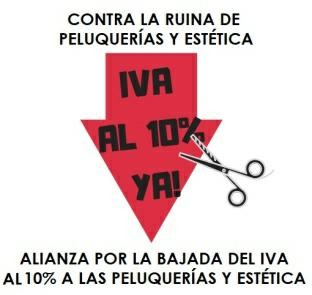 CONTRA LA RUINA DE
PELUQUERÍAS Y ESTÉTICA
IVA
AL 10%
YA!
ALIANZA POR LA BAJADA DEL IVA
AL 10% A LAS PELUQUERÍAS Y ESTÉTICA